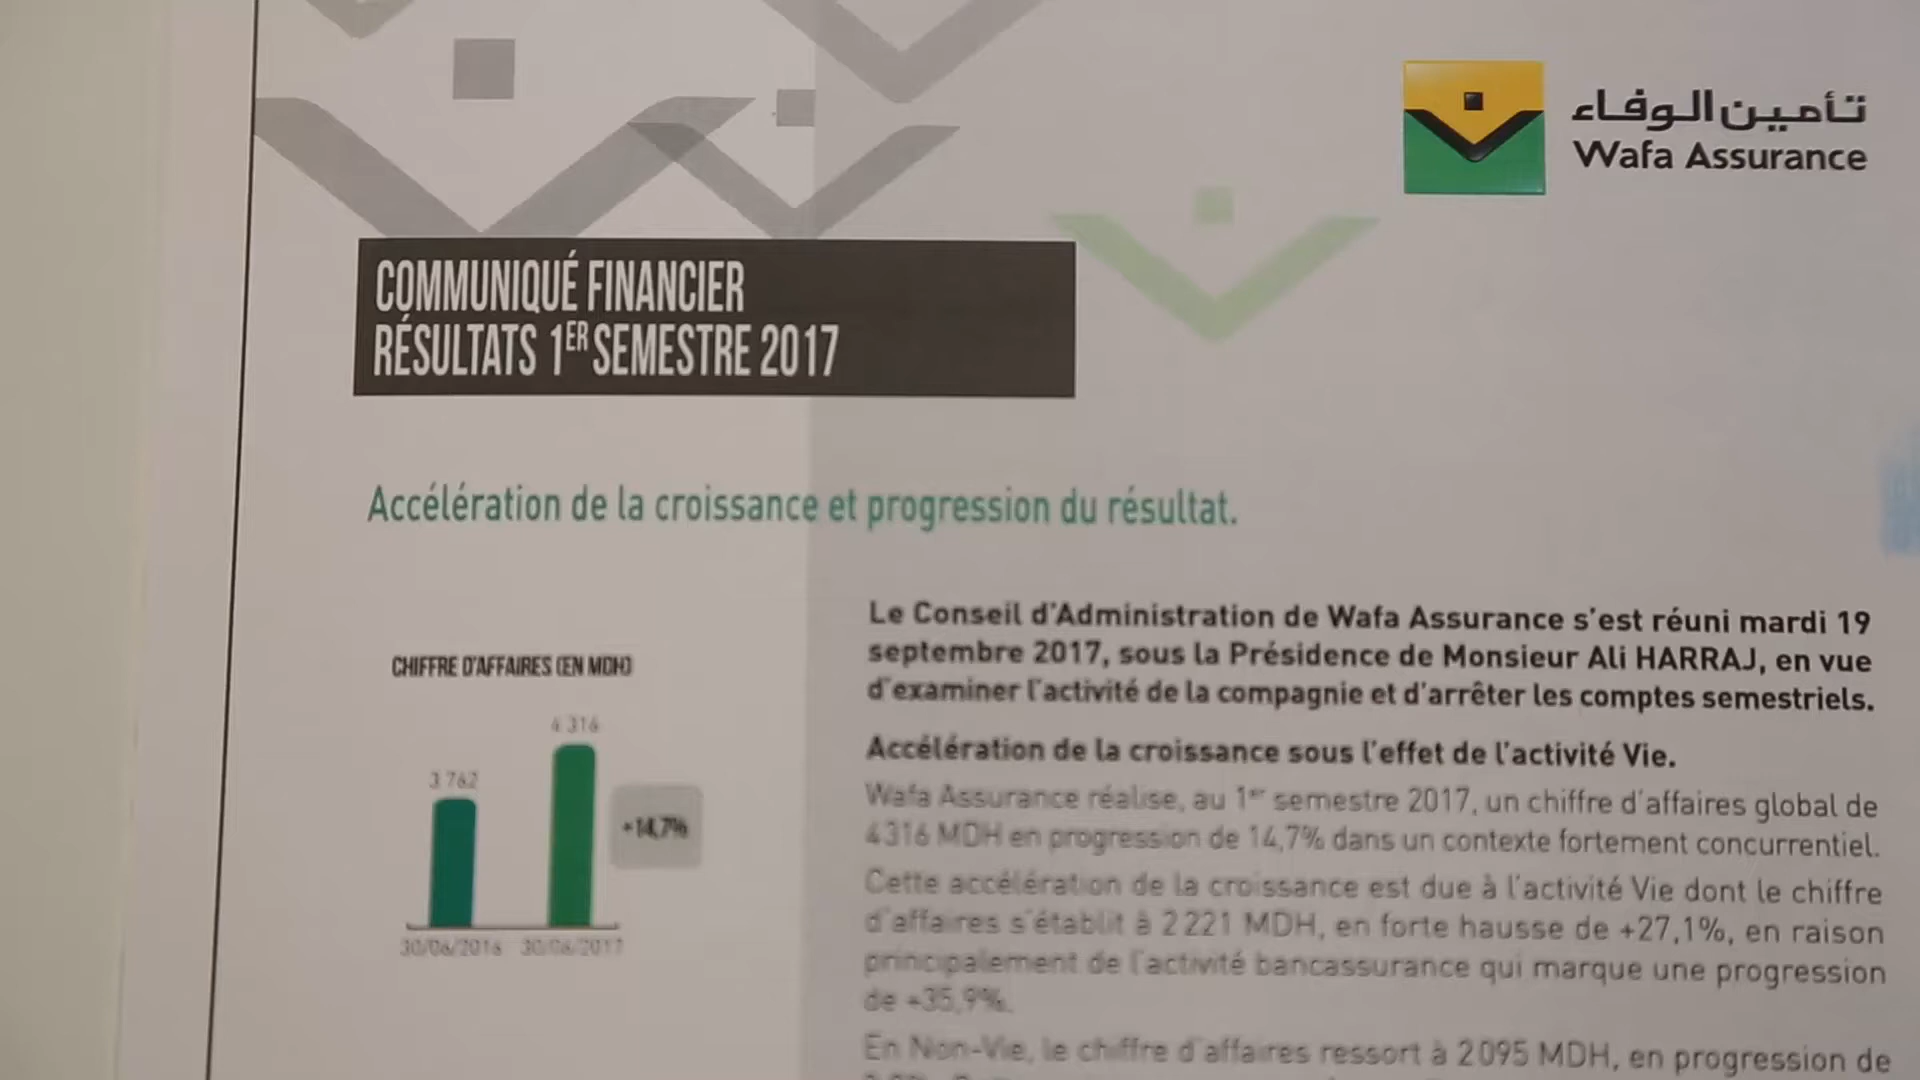 تأمين الوفاء
Wafa Assurance
COMMUNIQUÉ FINANCIER
RÉSULTATS 1ER SEMESTRE 2017
Accélération de la croissance et progression du résultat.
CHIFFRE D'AFFAIRES (EN MDH)
4 316
3 762
+14,7%
30/06/2016 30/06/2017
Le Conseil d'Administration de Wafa Assurance s'est réuni mardi 19
septembre 2017, sous la Présidence de Monsieur Ali HARRAJ, en vue
d'examiner l'activité de la compagnie et d'arrêter les comptes semestriels.
Accélération de la croissance sous l'effet de l'activité Vie.
Wafa Assurance réalise, au 1er semestre 2017, un chiffre d'affaires global de
4316 MDH en progression de 14,7% dans un contexte fortement concurrentiel.
Cette accélération de la croissance est due à l'activité Vie dont le chiffre
d'affaires s'établit à 2 221 MDH, en forte hausse de +27,1%, en raison
principalement de l'activité bancassurance qui marque une progression
de +35,9%.
En Non-Vie, le chiffre d'affaires ressort à 2095 MDH, en progression de